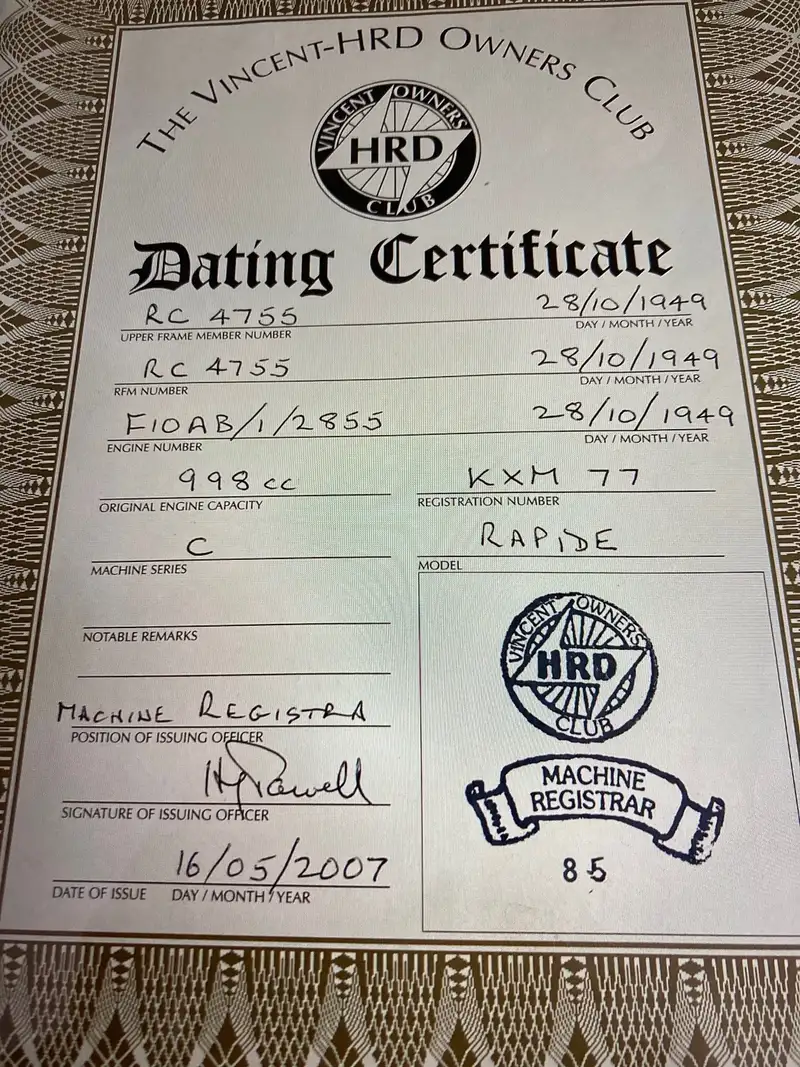 THE VINCENT-HRD OWNERS CLUB
VINCENT OWNERS
HRD
CLUB
Dating Certificate
RC 4755 28/10/1949
UPPER FRAME MEMBER NUMBER DAY / MONTH / YEAR
RC 4755 28/10/1949
RFM NUMBER DAY / MONTH / YEAR
F10AB/1/2855 28/10/1949
ENGINE NUMBER DAY / MONTH / YEAR
998 cc KXM 77
ORIGINAL ENGINE CAPACITY REGISTRATION NUMBER
C RAPIDE
MACHINE SERIES MODEL
NOTABLE REMARKS
VINCENT OWNERS
HRD
CLUB
MACHINE REGISTRA
POSITION OF ISSUING OFFICER
MACHINE
REGISTRAR
SIGNATURE OF ISSUING OFFICER
85
16/05/2007
DATE OF ISSUE DAY / MONTH / YEAR